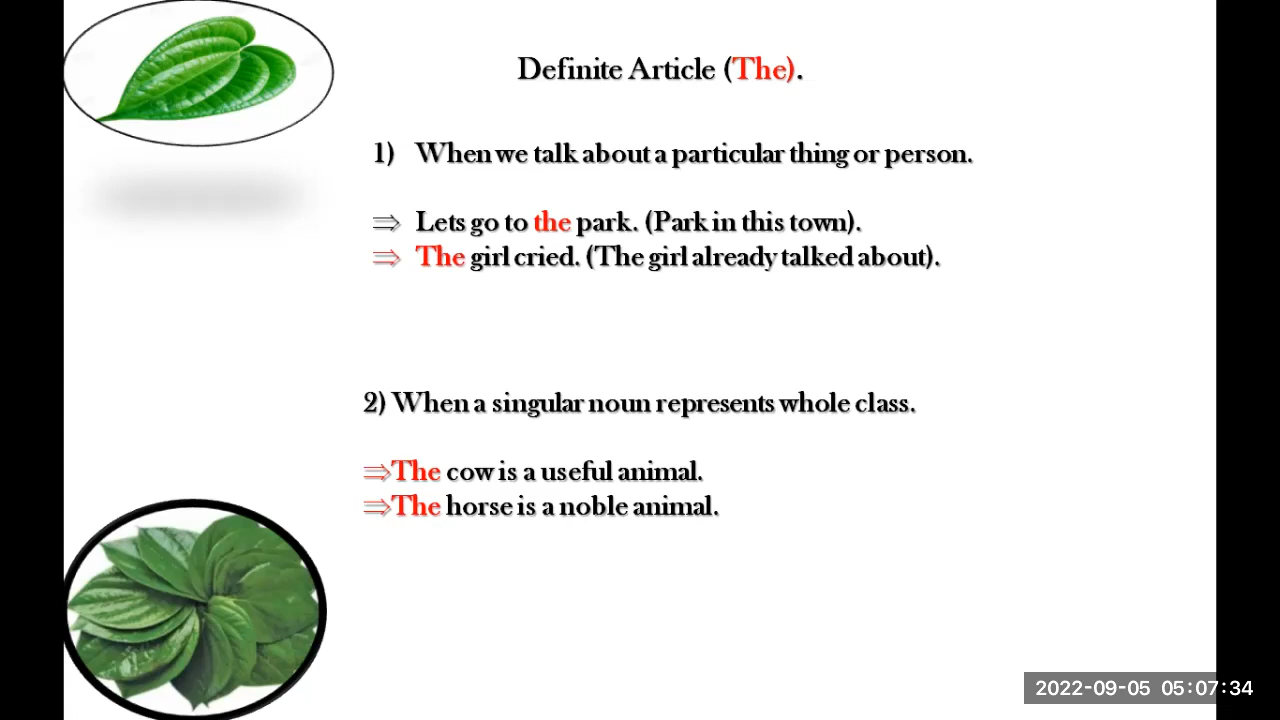 Definite Article (The).
1) When we talk about a particular thing or person.
⇒ Lets go to the park. (Park in this town).
⇒ The girl cried. (The girl already talked about).
2) When a singular noun represents whole class.
⇒The cow is a useful animal.
⇒The horse is a noble animal.
2022-09-05 05:07:34